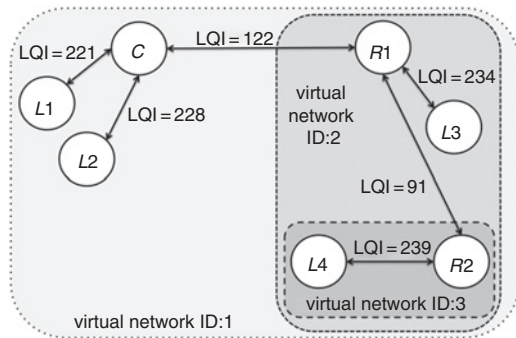 LQI=221
C
LQI=122
R1
LQI=234
L1
LQI=228
virtual
network
ID:2
L3
L2
LQI=91
LQI=239
L4
R2
virtual network ID:3
virtual network ID:1